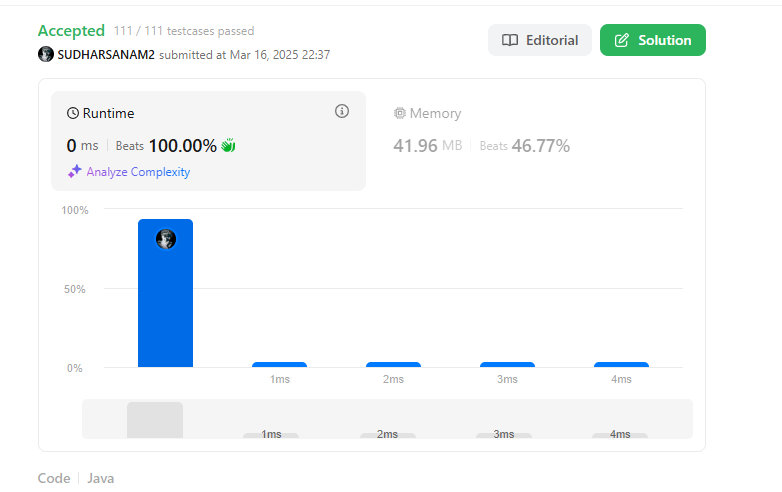 Accepted 111 / 111 testcases passed
SUDHARSANAM2 submitted at Mar 16, 2025 22:37
Editorial
Solution
Runtime
0 ms Beats 100.00%
Analyze Complexity
Memory
41.96 MB Beats 46.77%
100%
50%
0%
1ms 2ms 3ms 4ms
1ms 2ms 3ms 4ms
Code Java